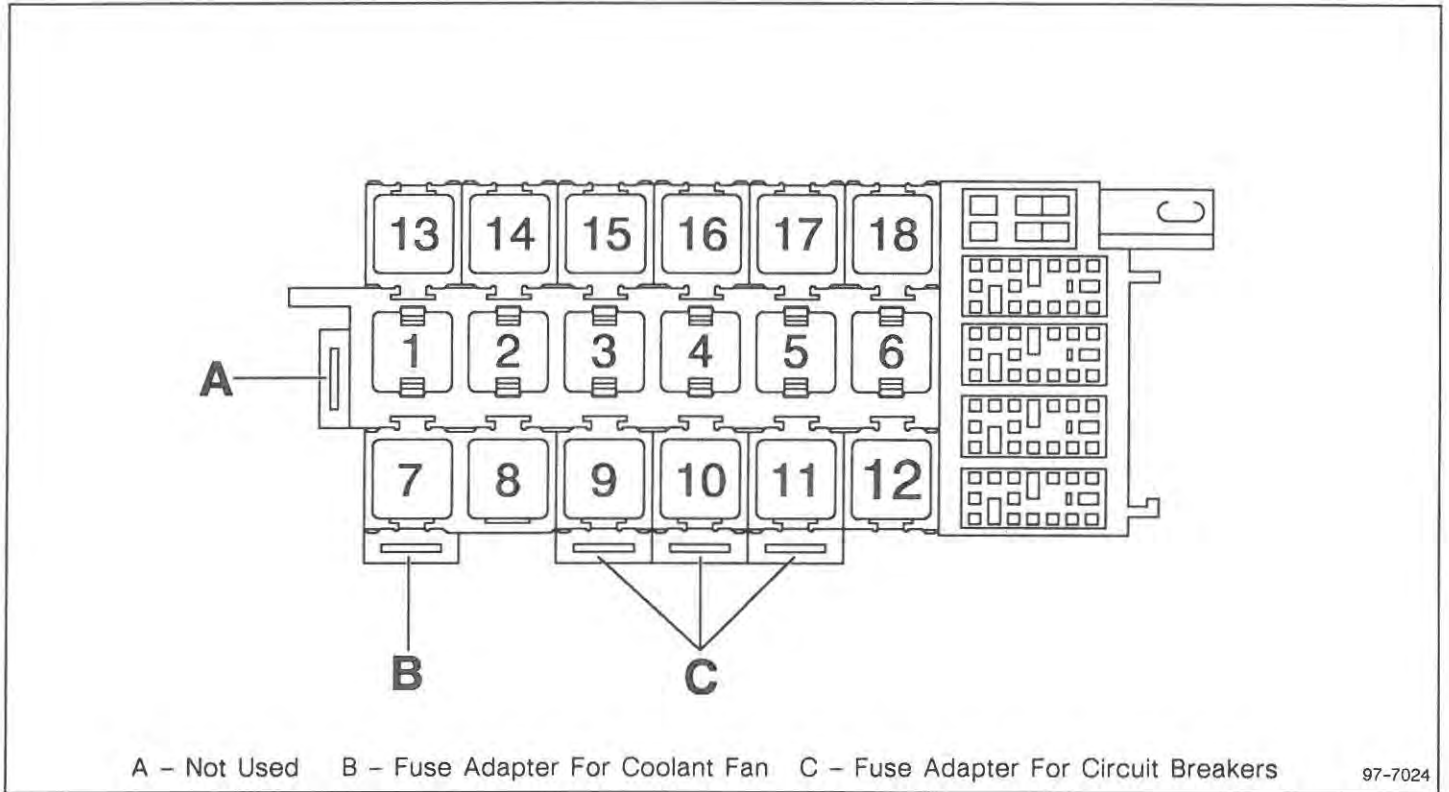 13 14 15 16 17 18
1 2 3 4 5 6
A
7 8 9 10 11 12
B C
A – Not Used B – Fuse Adapter For Coolant Fan C – Fuse Adapter For Circuit Breakers 97-7024